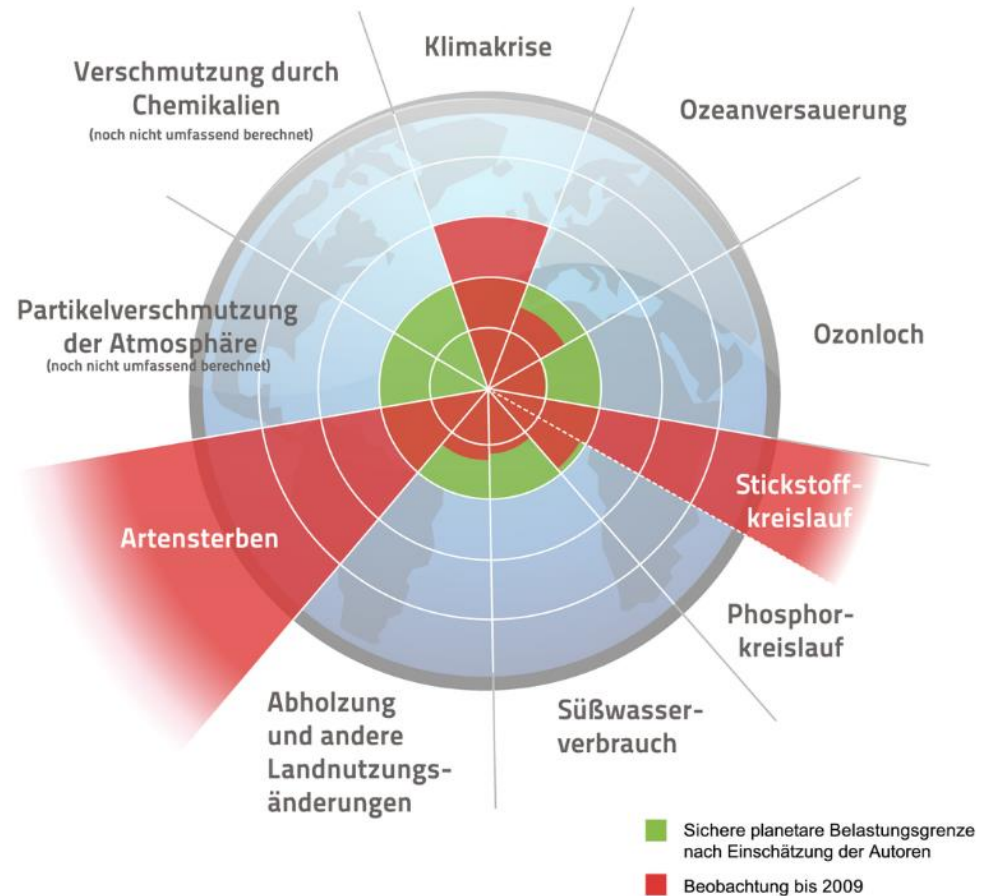 Klimakrise
Verschmutzung durch
Chemikalien
(noch nicht umfassend berechnet)
Ozeanversauerung
Partikelverschmutzung
der Atmosphäre
(noch nicht umfassend berechnet)
Ozonloch
Stickstoff-
kreislauf
Artensterben
Phosphor-
kreislauf
Abholzung
und andere
Landnutzungs-
änderungen
Süßwasser-
verbrauch
Sichere planetare Belastungsgrenze
nach Einschätzung der Autoren
Beobachtung bis 2009